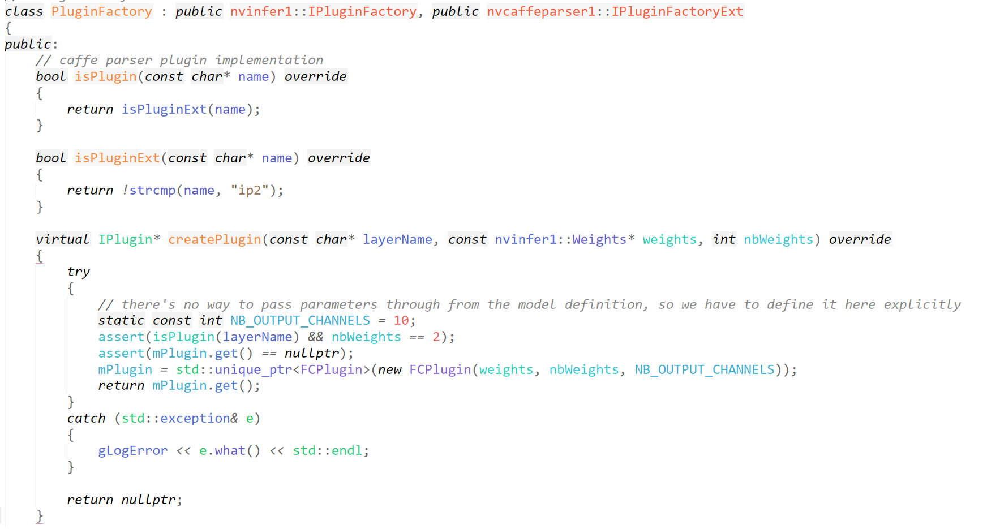 class PluginFactory : public nvinfer1::IPluginFactory, public nvcaffeparser1::IPluginFactoryExt
{
public:
    // caffe parser plugin implementation
    bool isPlugin(const char* name) override
    {
        return isPluginExt(name);
    }

    bool isPluginExt(const char* name) override
    {
        return !strcmp(name, "ip2");
    }

    virtual IPlugin* createPlugin(const char* layerName, const nvinfer1::Weights* weights, int nbWeights) override
    {
        try
        {
            // there's no way to pass parameters through from the model definition, so we have to define it here explicitly
            static const int NB_OUTPUT_CHANNELS = 10;
            assert(isPlugin(layerName) && nbWeights == 2);
            assert(mPlugin.get() == nullptr);
            mPlugin = std::unique_ptr<FCPlugin>(new FCPlugin(weights, nbWeights, NB_OUTPUT_CHANNELS));
            return mPlugin.get();
        }
        catch (std::exception& e)
        {
            gLogError << e.what() << std::endl;
        }

        return nullptr;
    }